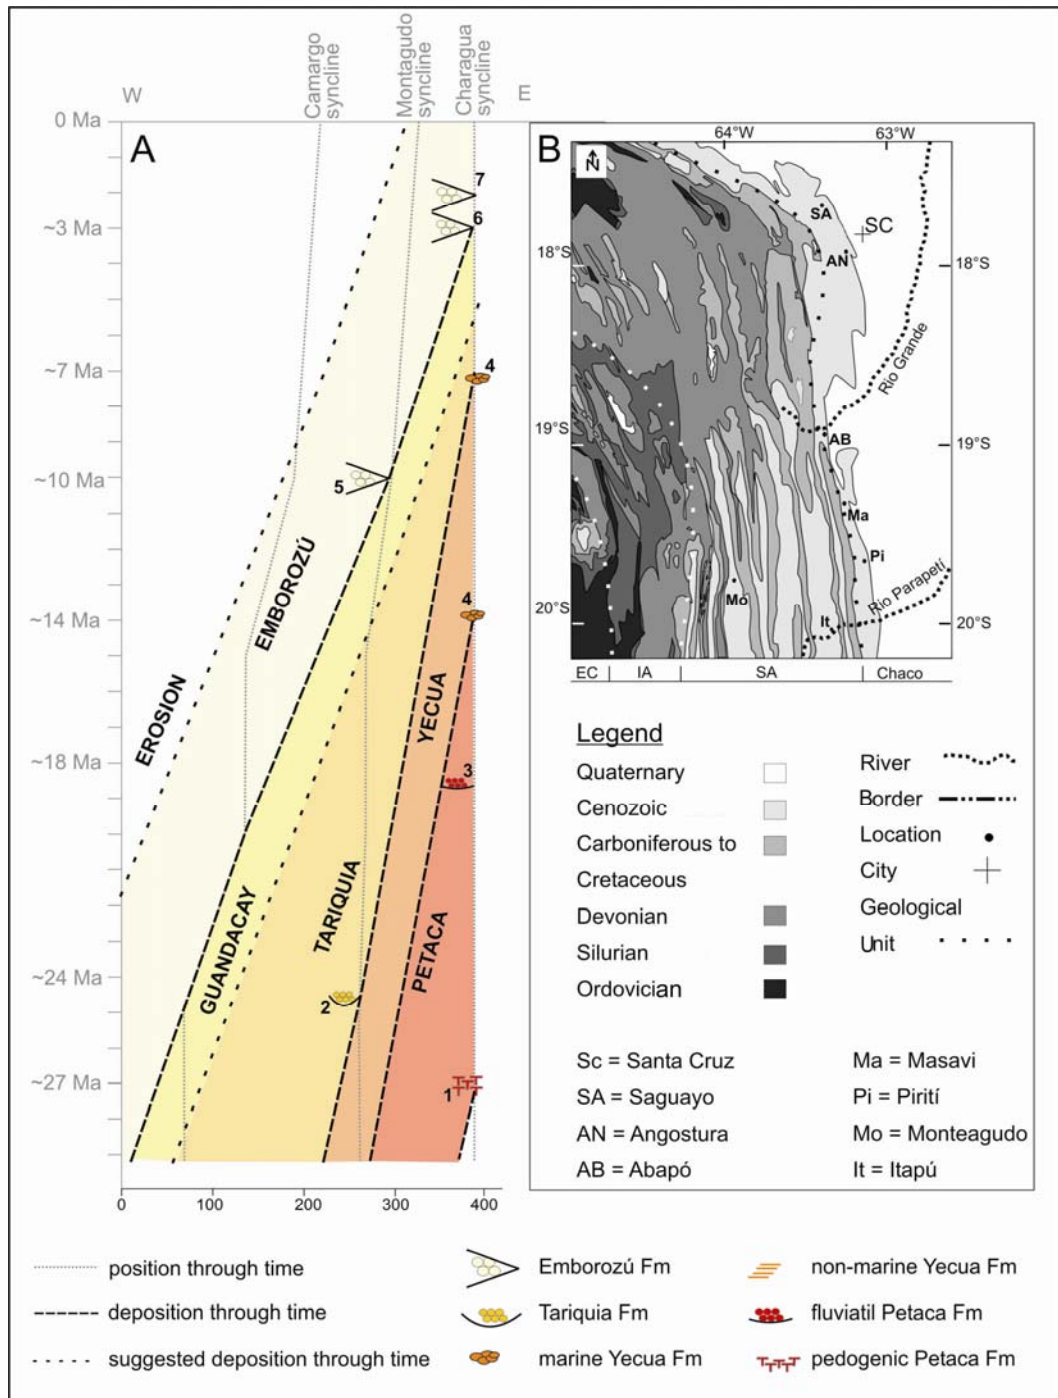 W
Camargo
syncline
Montagudo
syncline
Charagua
syncline
E
0 Ma
~3 Ma
~7 Ma
~10 Ma
~14 Ma
~18 Ma
~24 Ma
~27 Ma
A
7
6
4
5
4
3
2
1
EROSION
EMBOROZÚ
GUANDACAY
TARIQUIA
YECUA
PETACA
0
100
200
300
400
B
N
64°W
63°W
18°S
18°S
19°S
19°S
20°S
20°S
SA
SC
AN
Rio Grande
AB
Ma
Pi
Rio Parapetí
Mo
It
EC
IA
SA
Chaco
Legend
Quaternary
Cenozoic
Carboniferous to
Cretaceous
Devonian
Silurian
Ordovician
River
Border
Location
City
Geological
Unit
Sc = Santa Cruz
SA = Saguayo
AN = Angostura
AB = Abapó
Ma = Masavi
Pi = Pirití
Mo = Monteagudo
It = Itapú
position through time
deposition through time
suggested deposition through time
Emborozú Fm
Tariquia Fm
marine Yecua Fm
non-marine Yecua Fm
fluviatil Petaca Fm
pedogenic Petaca Fm